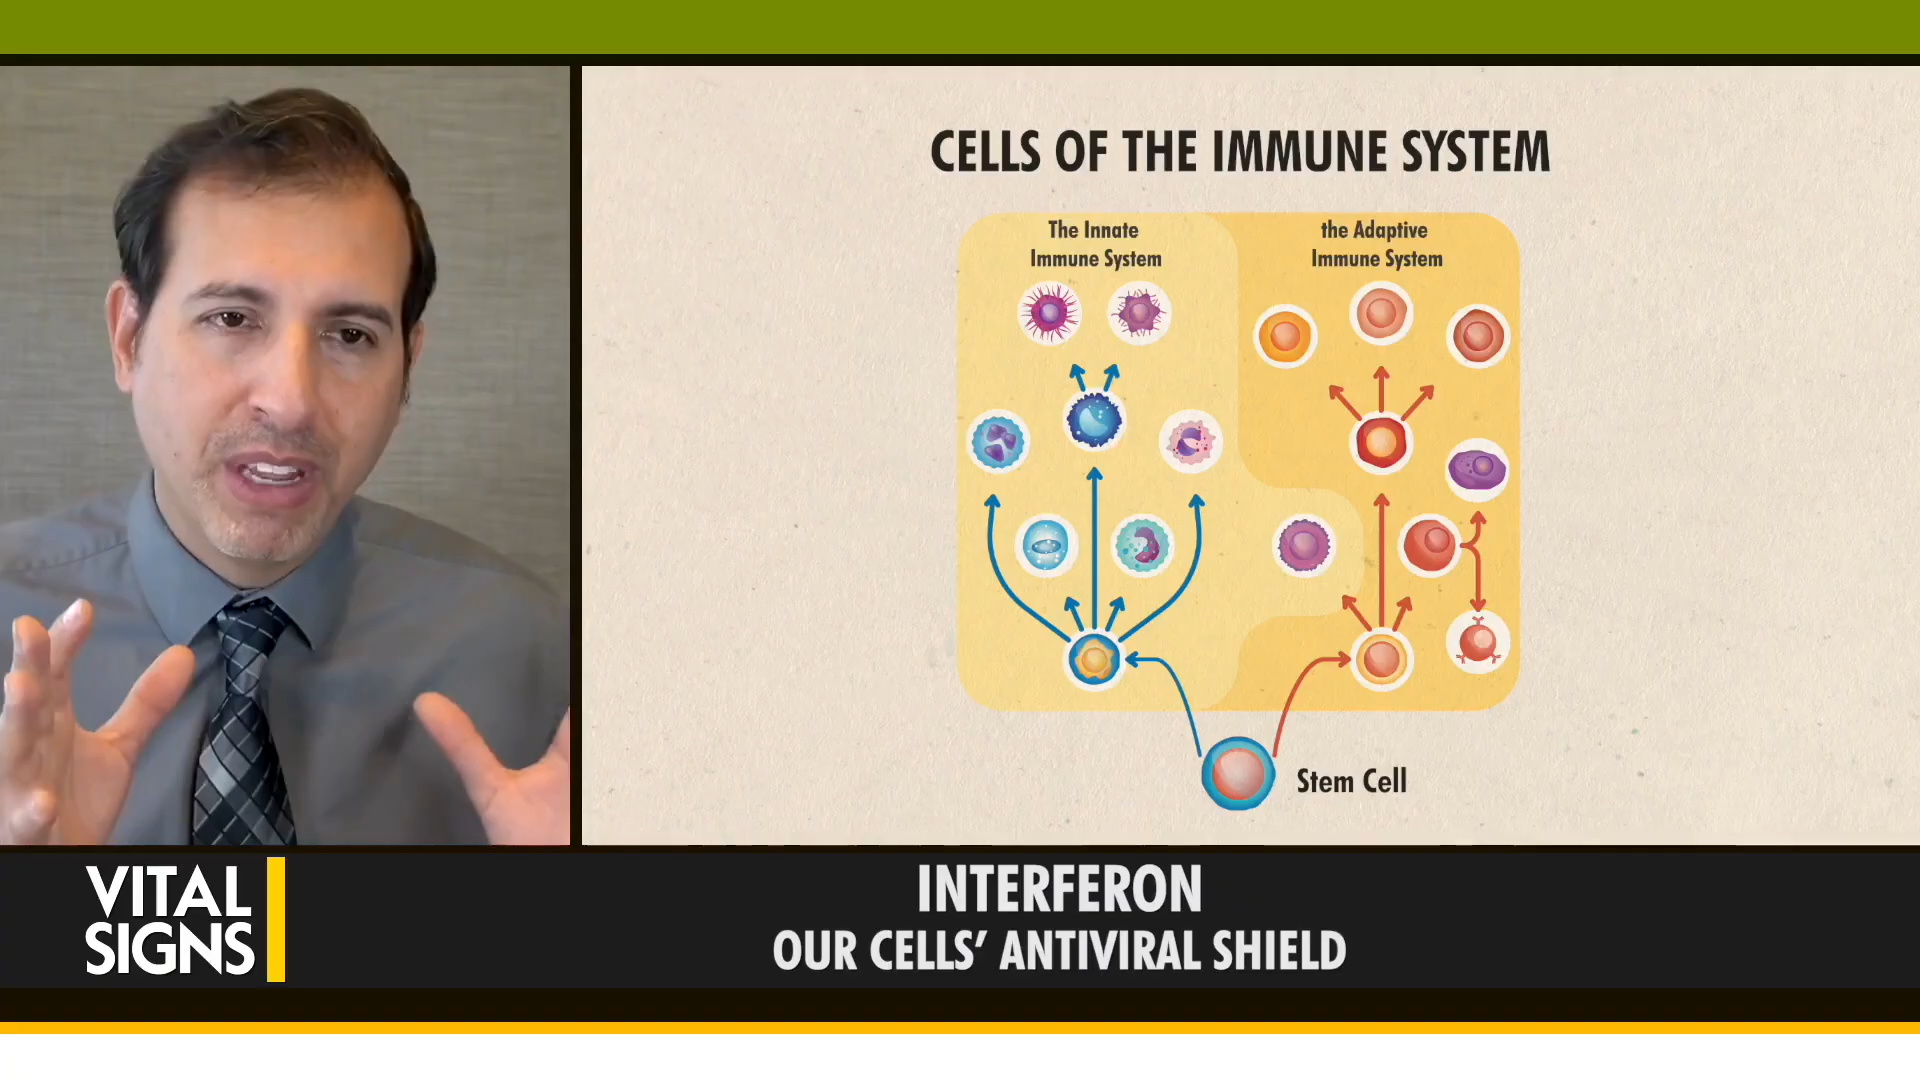 CELLS OF THE IMMUNE SYSTEM
The Innate
Immune System
the Adaptive
Immune System
Stem Cell
VITAL
SIGNS
INTERFERON
OUR CELLS’ ANTIVIRAL SHIELD